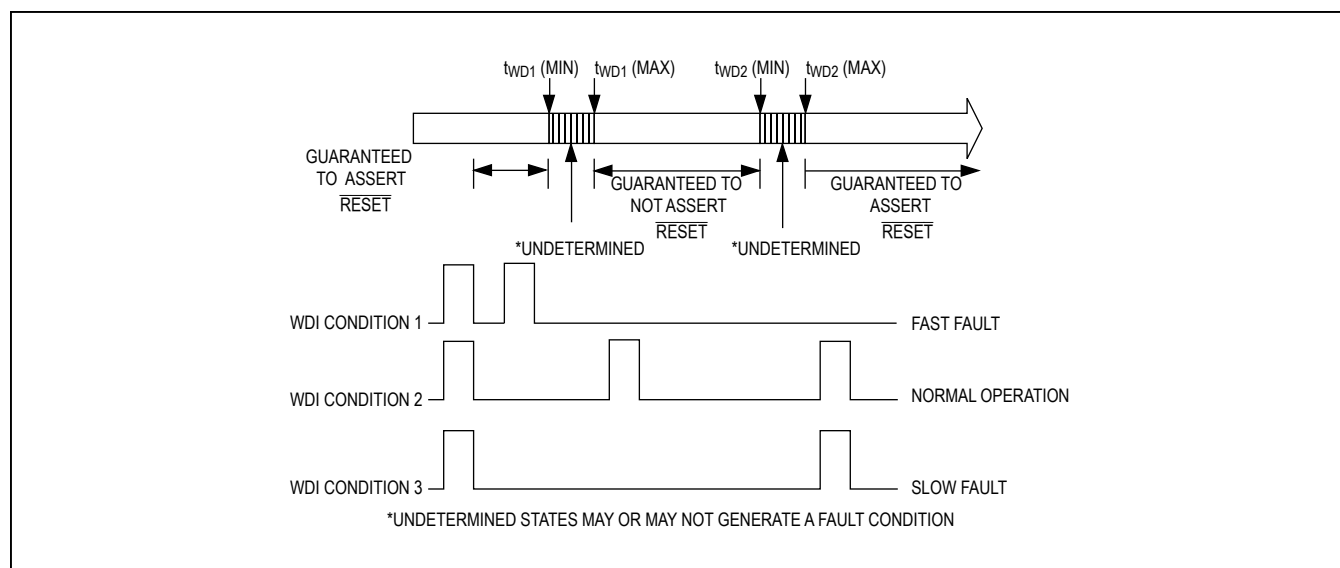 tWD1 (MIN) tWD1 (MAX) tWD2 (MIN) tWD2 (MAX)
GUARANTEED
TO ASSERT
RESET
GUARANTEED TO
NOT ASSERT
RESET
GUARANTEED TO
ASSERT
RESET
*UNDETERMINED
*UNDETERMINED
WDI CONDITION 1
FAST FAULT
WDI CONDITION 2
NORMAL OPERATION
WDI CONDITION 3
SLOW FAULT
*UNDETERMINED STATES MAY OR MAY NOT GENERATE A FAULT CONDITION